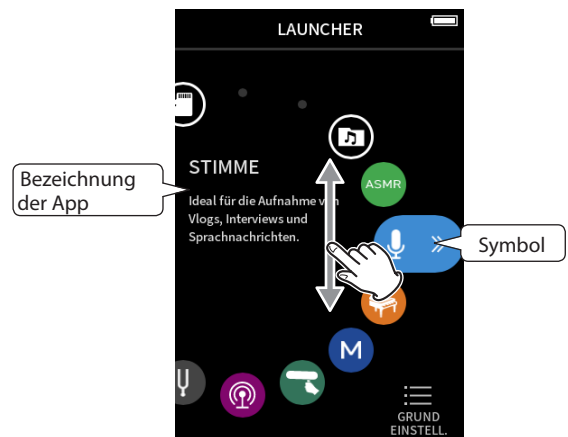 LAUNCHER
ASMR
STIMME
Bezeichnung
der App
Ideal für die Aufnahme von
Vlogs, Interviews und
Sprachnachrichten.
Symbol
M
GRUND
EINSTELL.